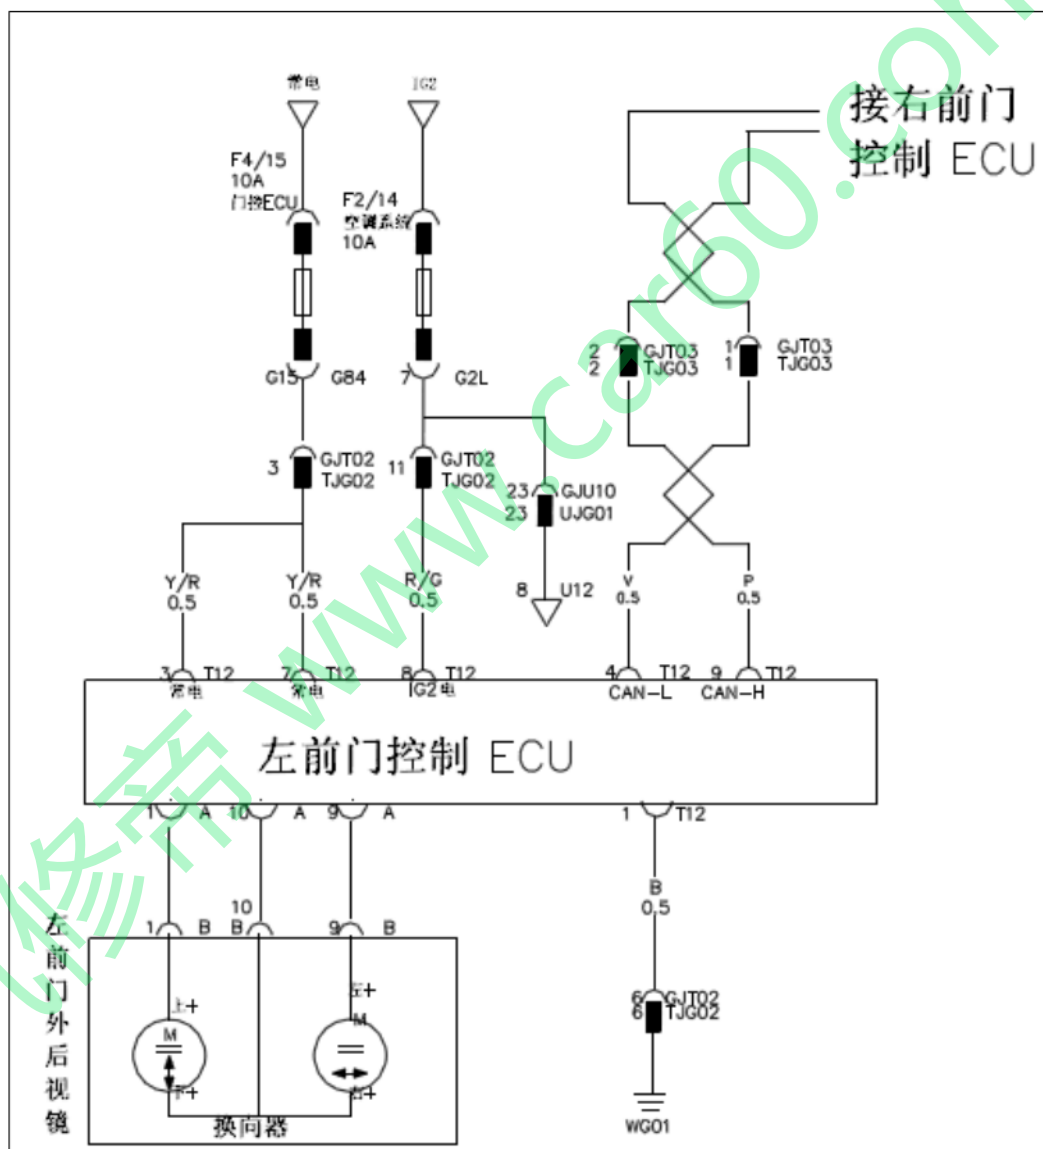 常电
IG2
接右前门
控制 ECU
F4/15
10A
门控ECU
F2/14
空调系统
10A
G15
G84
7
G2L
2
2
GJT03
TJG03
1
1
GJT03
TJG03
3
GJT02
TJG02
11
GJT02
TJG02
23
23
GJU10
UJG01
8
U12
Y/R
0.5
Y/R
0.5
R/G
0.5
V
0.5
P
0.5
3
T12
7
T12
8
T12
4
T12
9
T12
常电
常电
IG2电
CAN-L
CAN-H
左前门控制 ECU
1
A
10
A
9
A
1
T12
B
0.5
10
1
B
B
9
B
左前门外后视镜
上+
M
下+
左+
M
右+
换向器
6
6
GJT02
TJG02
WG01
修帝 www.car60.com